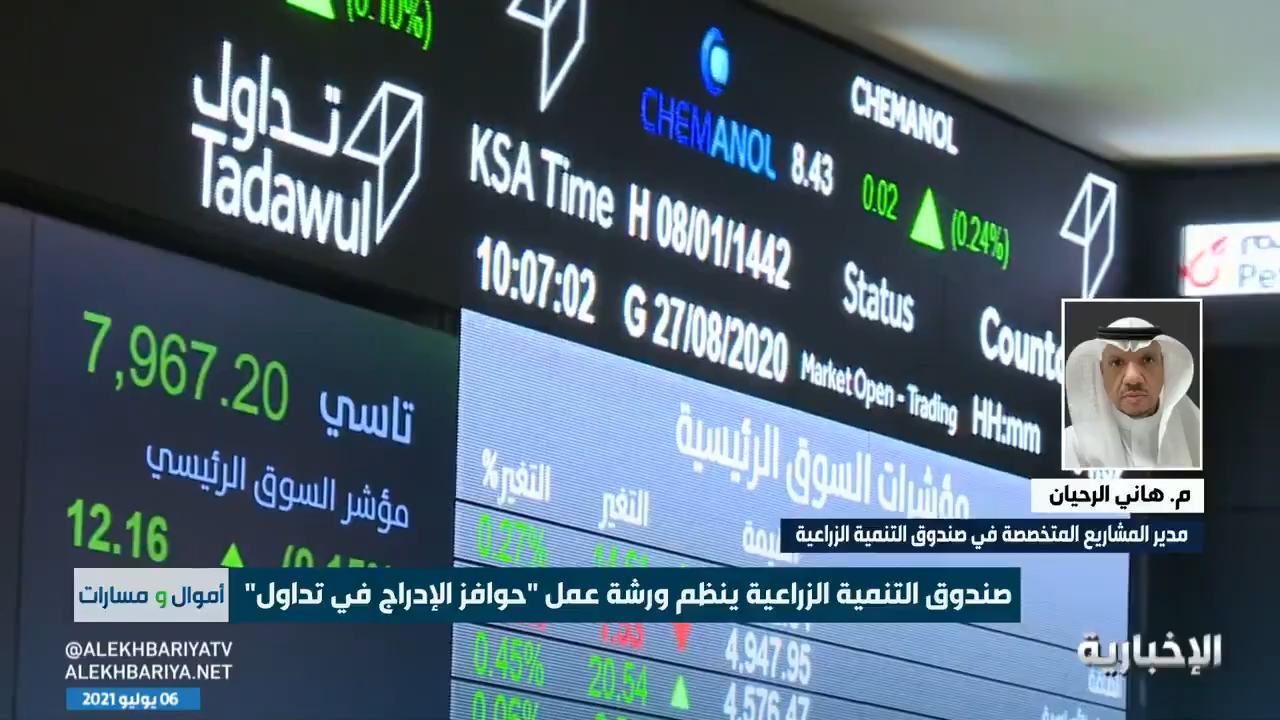 (0.10%)
تداول
Tadawul
CHEMANOL
8.43
CHEMANOL
0.02 (0.24%)
KSA Time
H 08/01/1442
10:07:02
G 27/08/2020
Status
Market Open - Trading
HH:mm
7,967.20
تاسي
مؤشر السوق الرئيسي
12.16
مؤشرات السوق الرئيسية
التغير
التغير%
0.27%
4,947.95
20.54
0.45%
4,576.47
م. هاني الرحيان
مدير المشاريع المتخصصة في صندوق التنمية الزراعية
صندوق التنمية الزراعية ينظم ورشة عمل "حوافز الإدراج في تداول"
أموال و مسارات
@ALEKHBARIYATV
ALEKHBARIYA.NET
06 يوليو 2021
الإخبارية